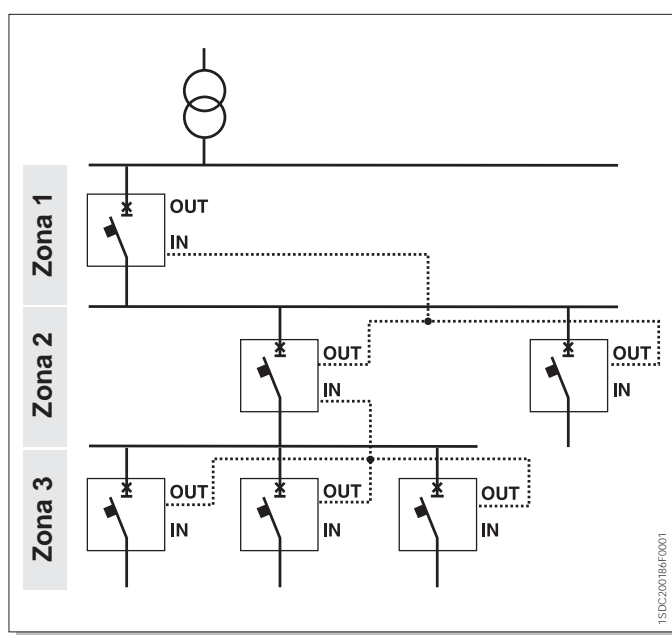 Zona 1
OUT
IN
Zona 2
OUT
IN
OUT
IN
Zona 3
OUT
IN
OUT
IN
OUT
IN
1SDC200186F0001